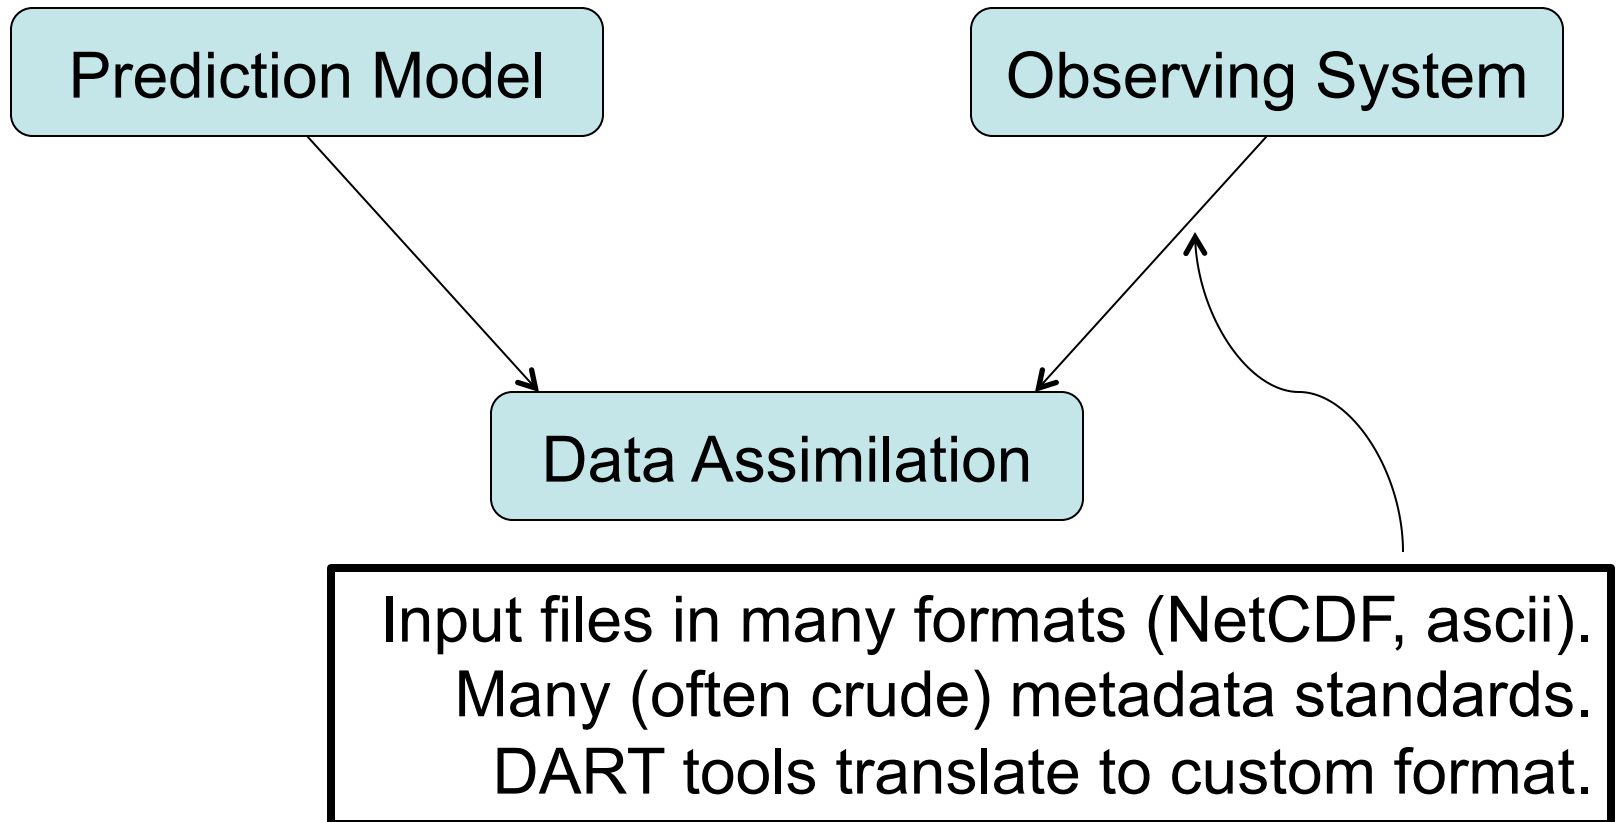 Prediction Model
Observing System
Data Assimilation
Input files in many formats (NetCDF, ascii).
Many (often crude) metadata standards.
DART tools translate to custom format.